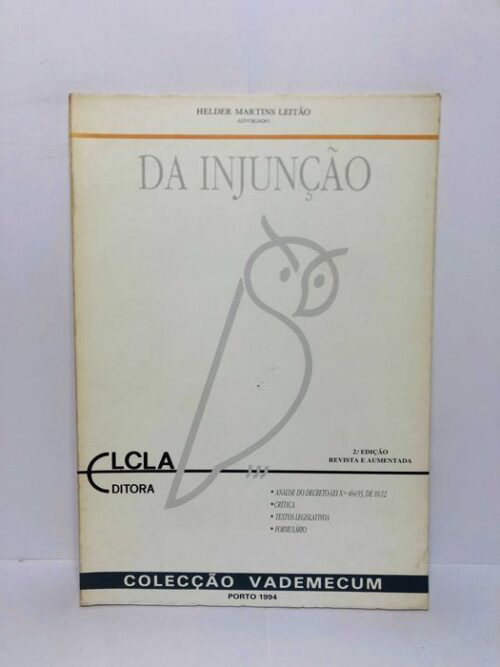 HELDER MARTINS LEITÃO
ADVOGADO
DA INJUNÇÃO
2.ª EDIÇÃO
REVISTA E AUMENTADA
ELCLA
EDITORA
• ANÁLISE DO DECRETO-LEI N.º 404/93, DE 10/12
• CRÍTICA
• TEXTOS LEGISLATIVOS
• FORMULÁRIO
COLECÇÃO VADEMECUM
PORTO 1994